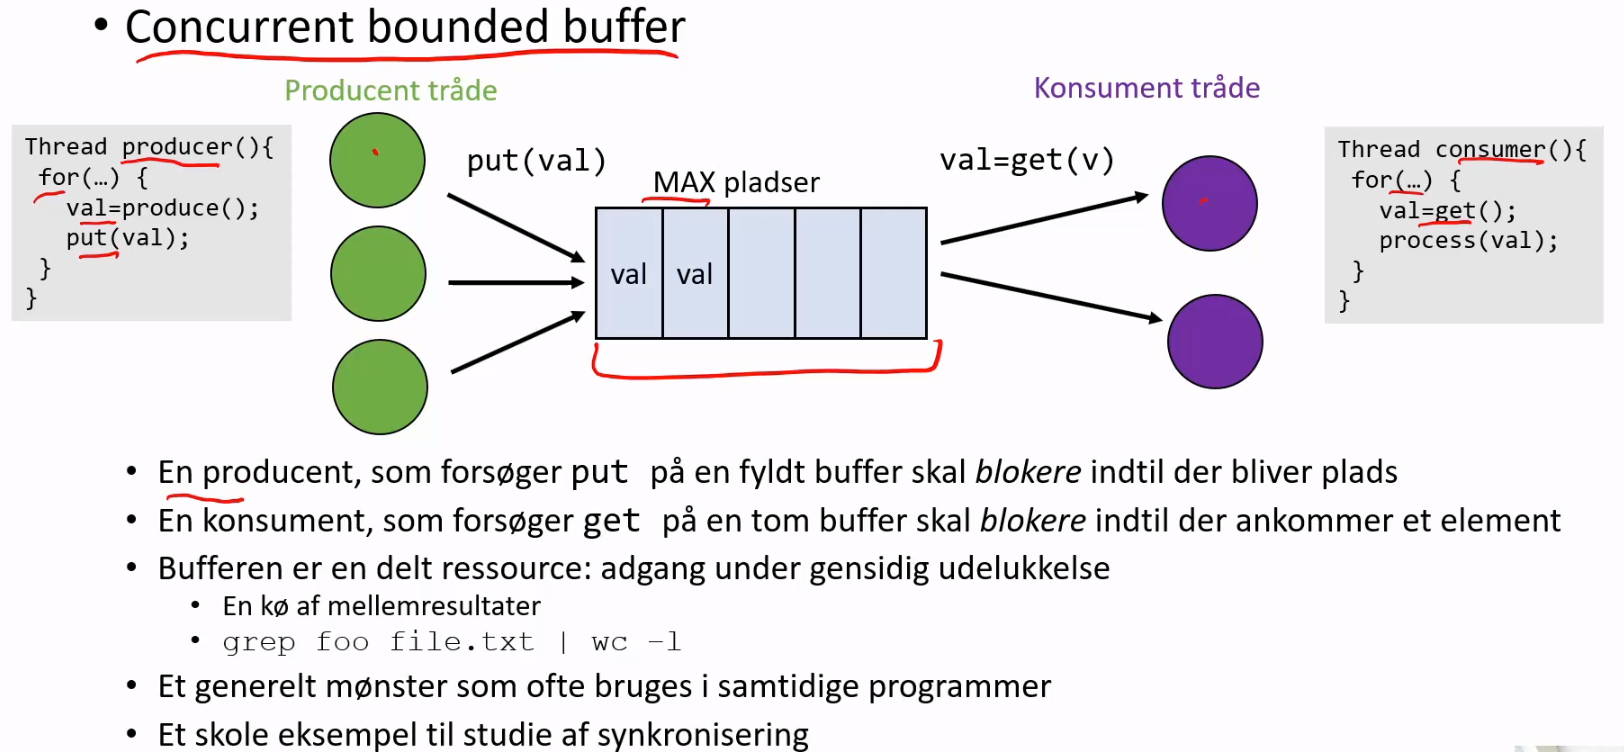 • Concurrent bounded buffer
Producent tråde
Konsument tråde
Thread producer(){
for(…) {
val=produce();
put(val);
}
}
put(val)
MAX pladser
val val
val=get(v)
Thread consumer(){
for(…) {
val=get();
process(val);
}
}
• En producent, som forsøger put på en fyldt buffer skal blokere indtil der bliver plads
• En konsument, som forsøger get på en tom buffer skal blokere indtil der ankommer et element
• Bufferen er en delt ressource: adgang under gensidig udelukkelse
• En kø af mellemresultater
• grep foo file.txt | wc –l
• Et generelt mønster som ofte bruges i samtidige programmer
• Et skole eksempel til studie af synkronisering